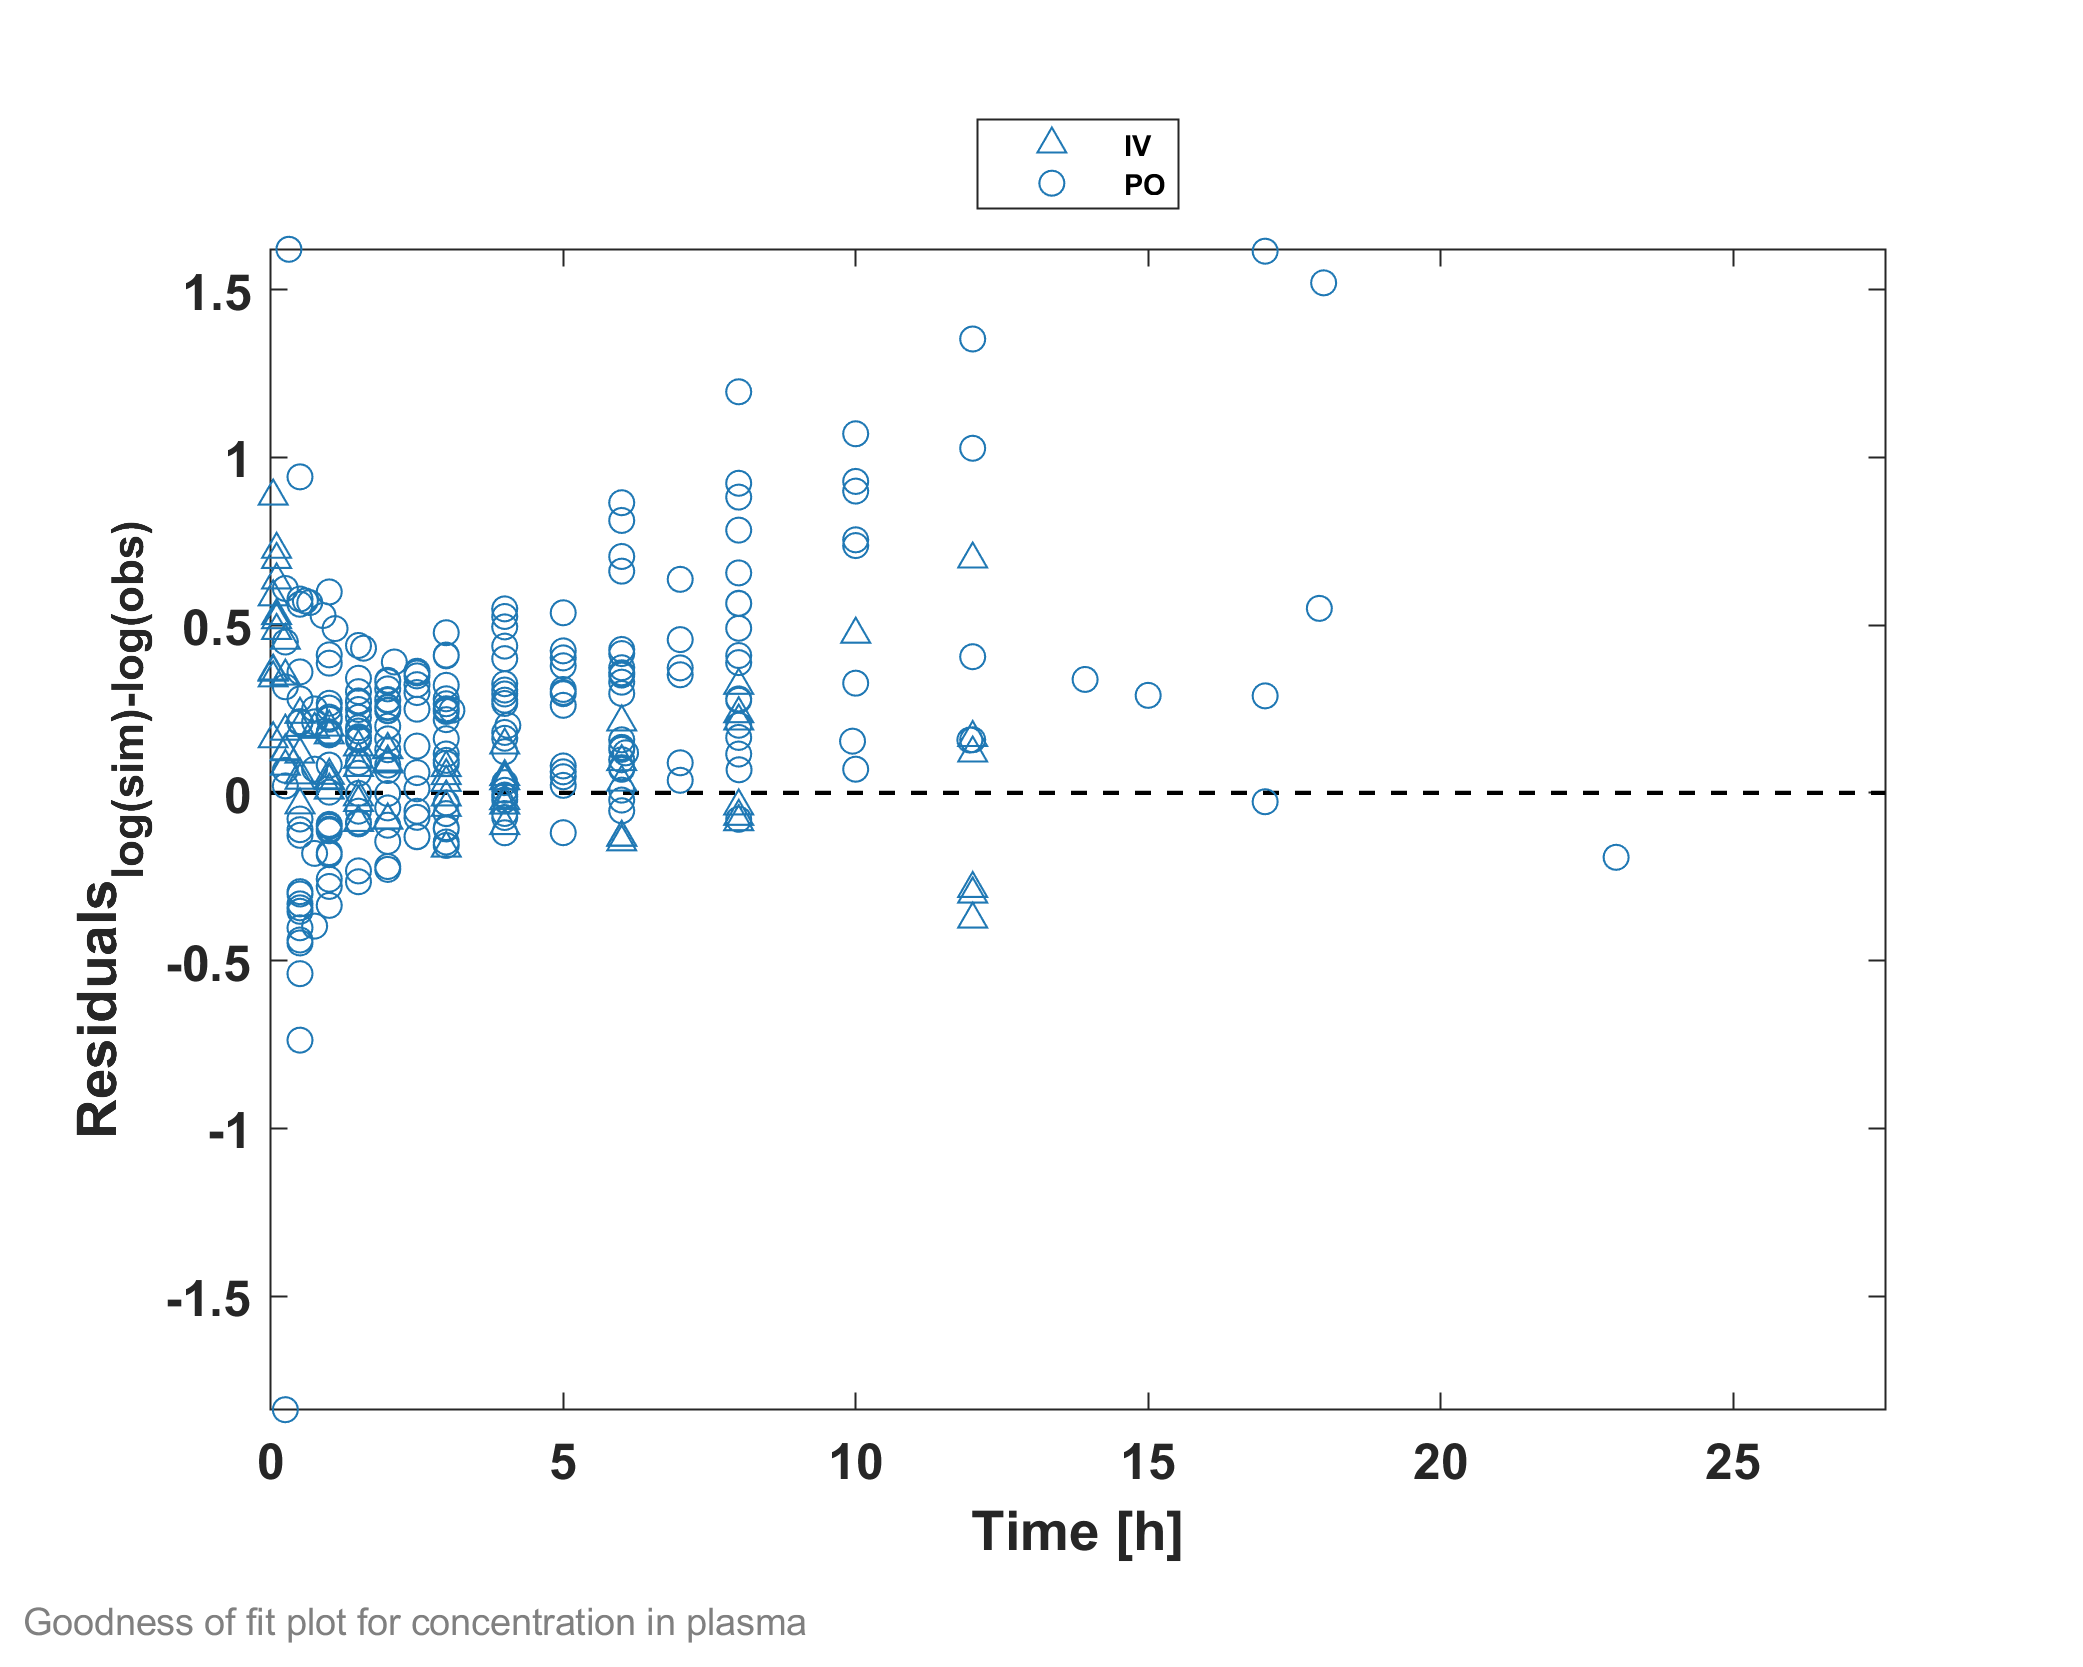 IV
PO
1.5
1
0.5
0
-0.5
-1
-1.5
Residuals log(sim)-log(obs)
0 5 10 15 20 25
Time [h]
Goodness of fit plot for concentration in plasma